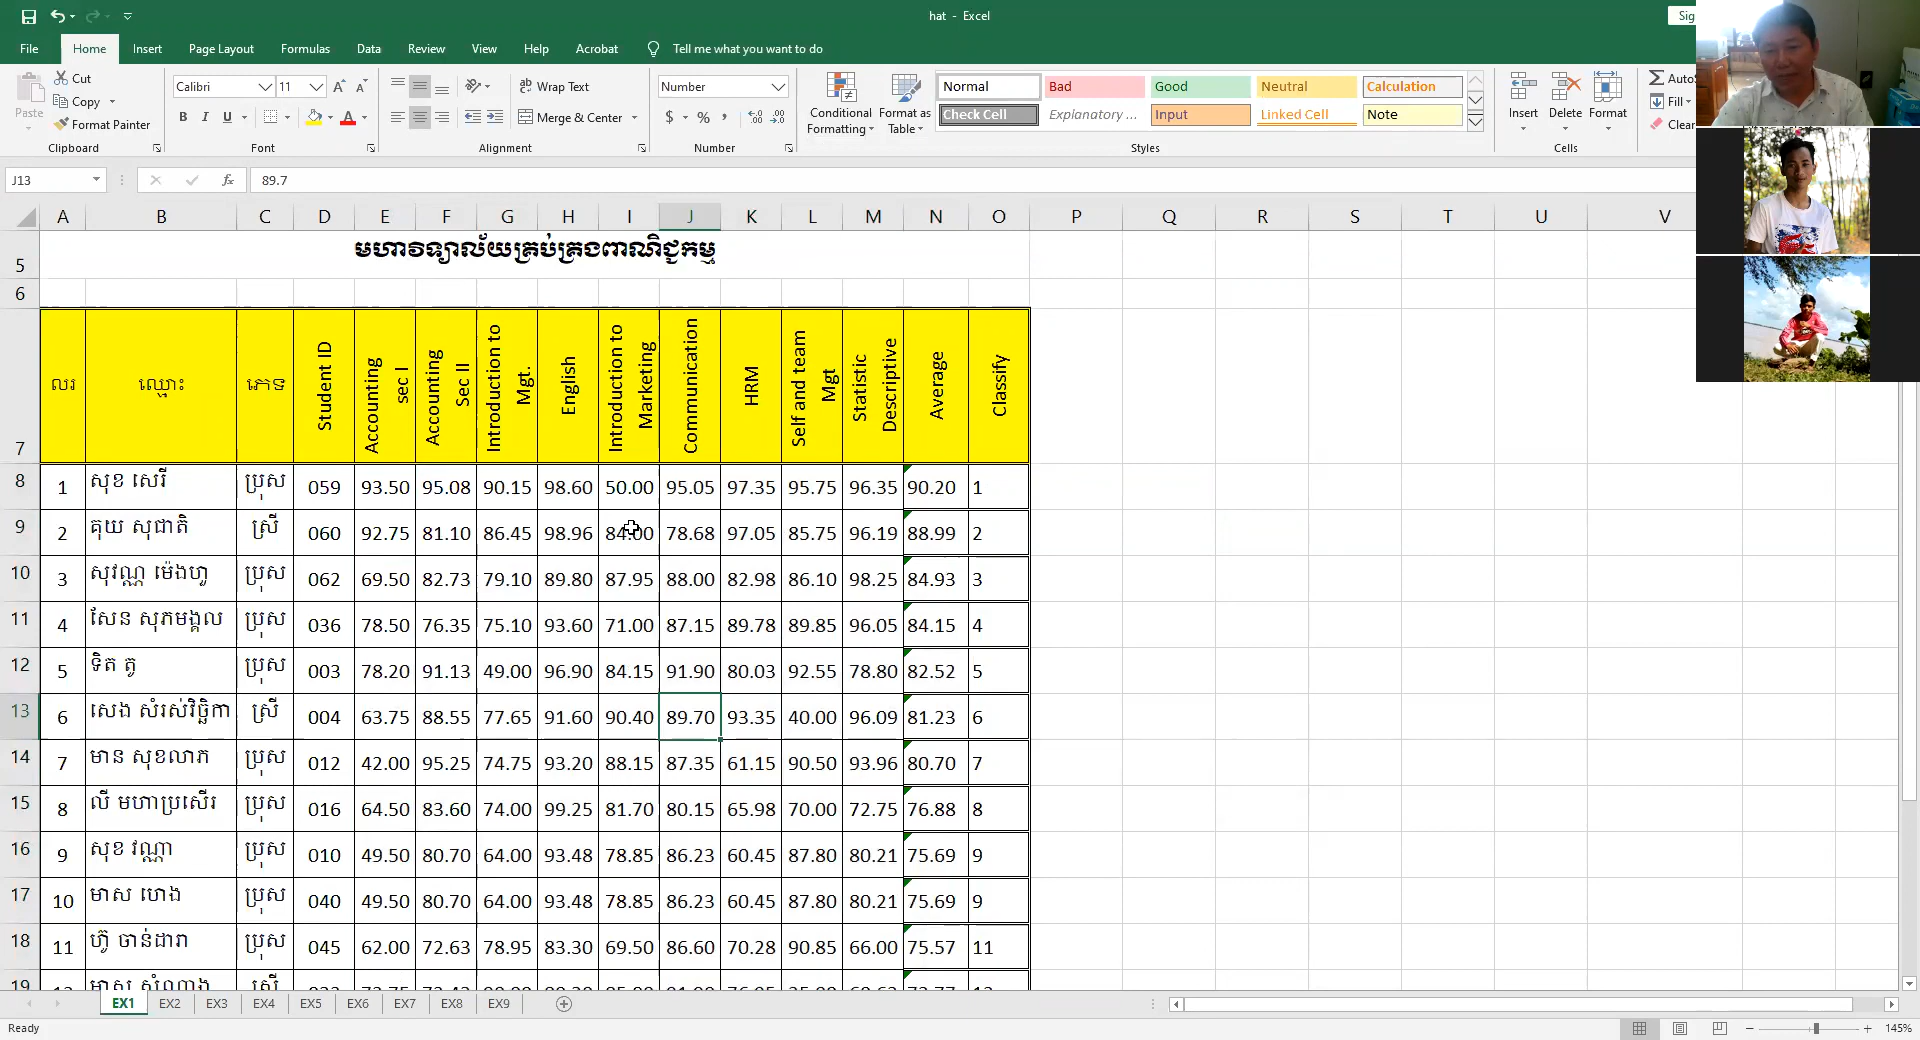 hat - Excel
File Home Insert Page Layout Formulas Data Review View Help Acrobat Tell me what you want to do
Cut
Copy
Format Painter
Paste
Calibri 11
B I U
Wrap Text
Merge & Center
Number
$ %
Conditional Formatting
Format as Table
Normal Bad Good Neutral Calculation
Check Cell Explanatory ... Input Linked Cell Note
Insert Delete Format
Fill
Clear
Clipboard Font Alignment Number Styles Cells
J13 fx 89.7
A B C D E F G H I J K L M N O P Q R S T U V
5 មហាវិទ្យាល័យគ្រប់គ្រងពាណិជ្ជកម្ម
6
7 លរ ឈ្មោះ ភេទ Student ID Accounting sec I Accounting Sec II Introduction to Mgt. English Introduction to Marketing Communication HRM Self and team Mgt Statistic Descriptive Average Classify
8 1 សុខ សេរី ប្រុស 059 93.50 95.08 90.15 98.60 50.00 95.05 97.35 95.75 96.35 90.20 1
9 2 គុយ សុជាតិ ស្រី 060 92.75 81.10 86.45 98.96 84.00 78.68 97.05 85.75 96.19 88.99 2
10 3 សុវណ្ណ ម៉េងហួ ប្រុស 062 69.50 82.73 79.10 89.80 87.95 88.00 82.98 86.10 98.25 84.93 3
11 4 សែន សុភមង្គល ប្រុស 036 78.50 76.35 75.10 93.60 71.00 87.15 89.78 89.85 96.05 84.15 4
12 5 ទិត តូ ប្រុស 003 78.20 91.13 49.00 96.90 84.15 91.90 80.03 92.55 78.80 82.52 5
13 6 សេង សំរស់វិច្ឆិកា ស្រី 004 63.75 88.55 77.65 91.60 90.40 89.70 93.35 40.00 96.09 81.23 6
14 7 មាន សុខលាភ ប្រុស 012 42.00 95.25 74.75 93.20 88.15 87.35 61.15 90.50 93.96 80.70 7
15 8 លី មហាប្រសើរ ប្រុស 016 64.50 83.60 74.00 99.25 81.70 80.15 65.98 70.00 72.75 76.88 8
16 9 សុខ វណ្ណា ប្រុស 010 49.50 80.70 64.00 93.48 78.85 86.23 60.45 87.80 80.21 75.69 9
17 10 មាស ហេង ប្រុស 040 49.50 80.70 64.00 93.48 78.85 86.23 60.45 87.80 80.21 75.69 9
18 11 ហ៊ូ ចាន់ដារា ប្រុស 045 62.00 72.63 78.95 83.30 69.50 86.60 70.28 90.85 66.00 75.57 11
19
EX1 EX2 EX3 EX4 EX5 EX6 EX7 EX8 EX9
Ready 145%